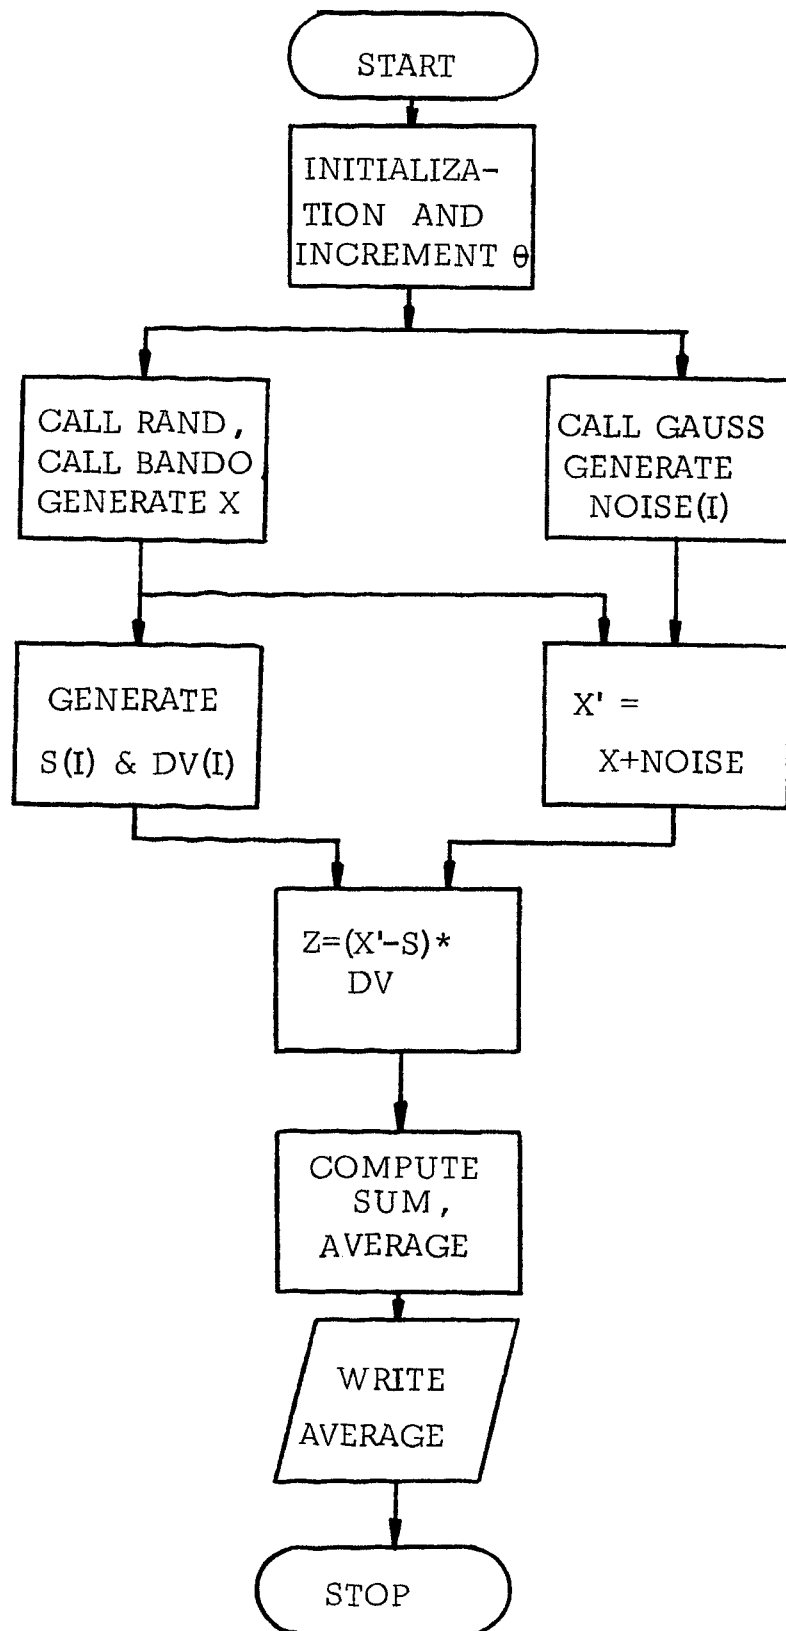 START
INITIALIZA-
TION AND
INCREMENT θ
CALL RAND,
CALL BANDO
GENERATE X
CALL GAUSS
GENERATE
NOISE(I)
GENERATE
S(I) & DV(I)
X' =
X+NOISE
Z=(X'-S)*
DV
COMPUTE
SUM,
AVERAGE
WRITE
AVERAGE
STOP